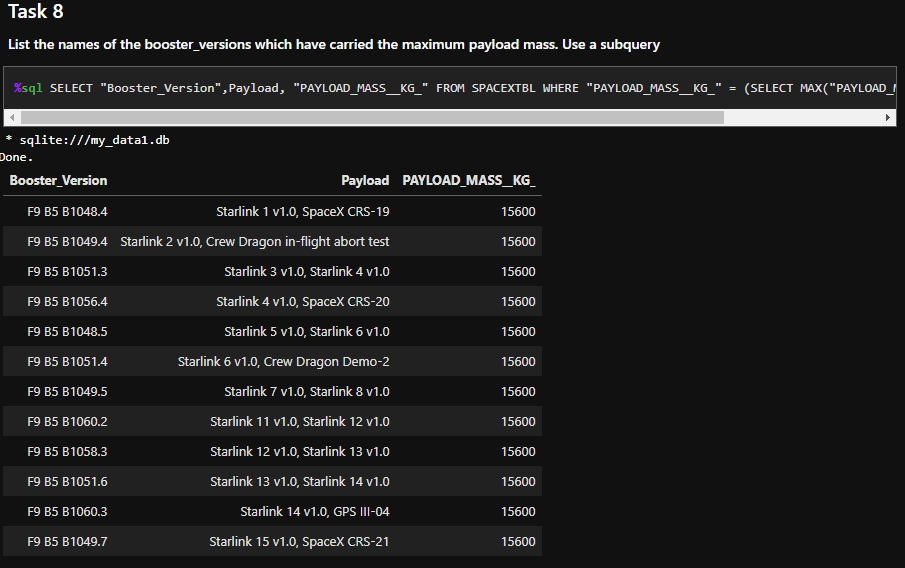 Task 8
List the names of the booster_versions which have carried the maximum payload mass. Use a subquery
%sql SELECT "Booster_Version",Payload, "PAYLOAD_MASS__KG_" FROM SPACEXTBL WHERE "PAYLOAD_MASS__KG_" = (SELECT MAX("PAYLOAD_
* sqlite:///my_data1.db
Done.
Booster_Version Payload PAYLOAD_MASS__KG_
F9 B5 B1048.4 Starlink 1 v1.0, SpaceX CRS-19 15600
F9 B5 B1049.4 Starlink 2 v1.0, Crew Dragon in-flight abort test 15600
F9 B5 B1051.3 Starlink 3 v1.0, Starlink 4 v1.0 15600
F9 B5 B1056.4 Starlink 4 v1.0, SpaceX CRS-20 15600
F9 B5 B1048.5 Starlink 5 v1.0, Starlink 6 v1.0 15600
F9 B5 B1051.4 Starlink 6 v1.0, Crew Dragon Demo-2 15600
F9 B5 B1049.5 Starlink 7 v1.0, Starlink 8 v1.0 15600
F9 B5 B1060.2 Starlink 11 v1.0, Starlink 12 v1.0 15600
F9 B5 B1058.3 Starlink 12 v1.0, Starlink 13 v1.0 15600
F9 B5 B1051.6 Starlink 13 v1.0, Starlink 14 v1.0 15600
F9 B5 B1060.3 Starlink 14 v1.0, GPS III-04 15600
F9 B5 B1049.7 Starlink 15 v1.0, SpaceX CRS-21 15600